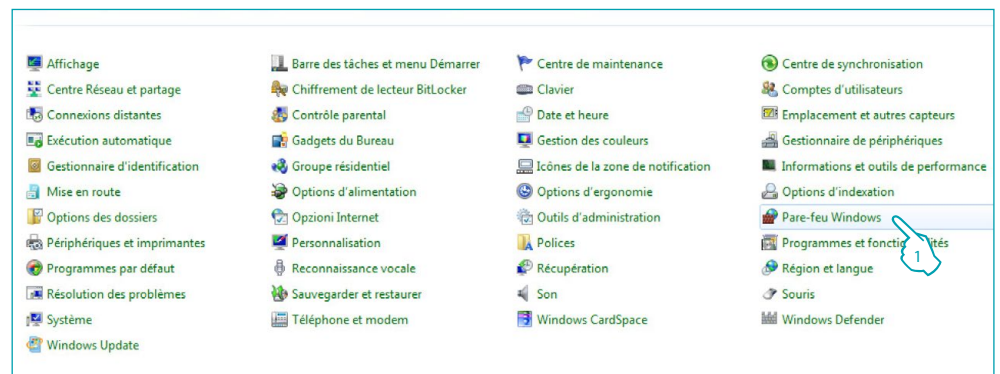 Affichage
Barre des tâches et menu Démarrer
Centre de maintenance
Centre de synchronisation
Centre Réseau et partage
Chiffrement de lecteur BitLocker
Clavier
Comptes d'utilisateurs
Connexions distantes
Contrôle parental
Date et heure
Emplacement et autres capteurs
Exécution automatique
Gadgets du Bureau
Gestion des couleurs
Gestionnaire de périphériques
Gestionnaire d'identification
Groupe résidentiel
Icônes de la zone de notification
Informations et outils de performance
Mise en route
Options d'alimentation
Options d'ergonomie
Options d'indexation
Options des dossiers
Opzioni Internet
Outils d'administration
Pare-feu Windows
Périphériques et imprimantes
Personnalisation
Polices
Programmes et fonctio ités
1
Programmes par défaut
Reconnaissance vocale
Récupération
Région et langue
Résolution des problèmes
Sauvegarder et restaurer
Son
Souris
Système
Téléphone et modem
Windows CardSpace
Windows Defender
Windows Update